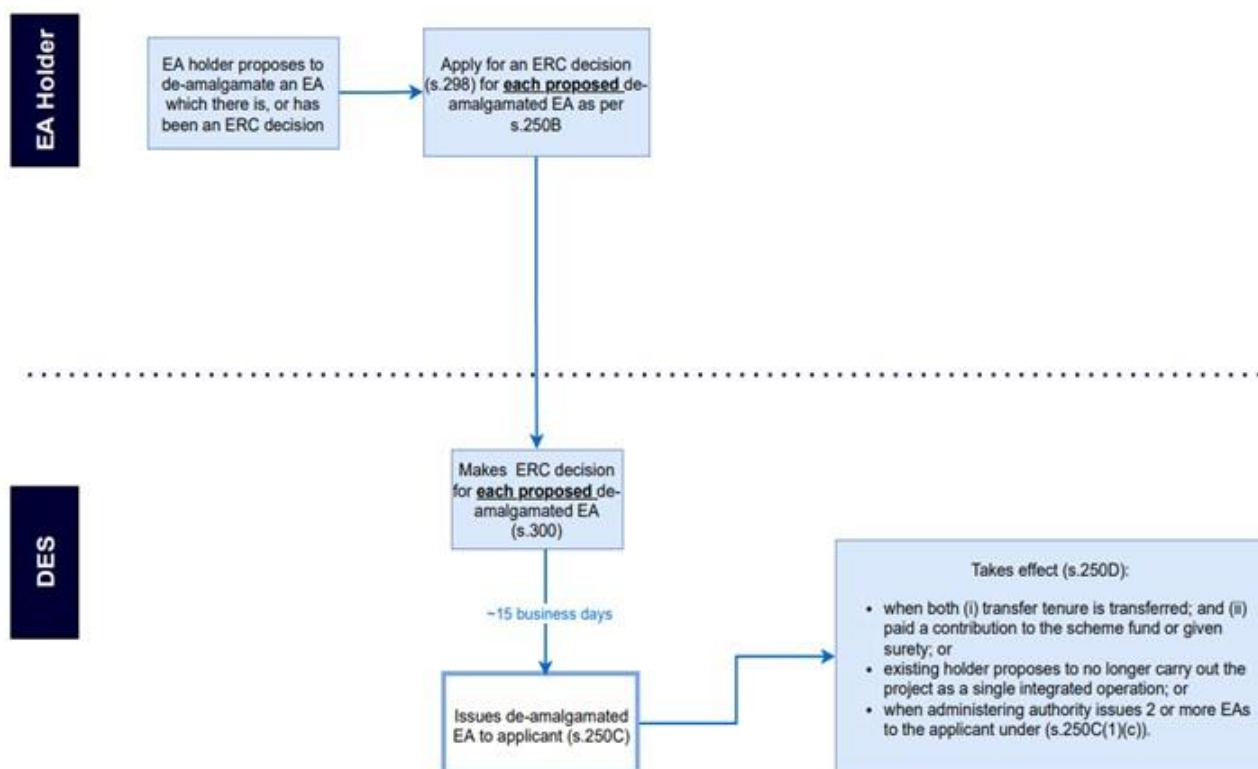 EA Holder
EA holder proposes to
de-amalgamate an EA
which there is, or has
been an ERC decision
Apply for an ERC decision
(s.298) for each proposed de-
amalgamated EA as per
s.250B
DES
Makes ERC decision
for each proposed de-
amalgamated EA
(s.300)
~15 business days
Issues de-amalgamated
EA to applicant (s.250C)
Takes effect (s.250D):
• when both (i) transfer tenure is transferred; and (ii)
paid a contribution to the scheme fund or given
surety; or
• existing holder proposes to no longer carry out the
project as a single integrated operation; or
• when administering authority issues 2 or more EAs
to the applicant under (s.250C(1)(c)).